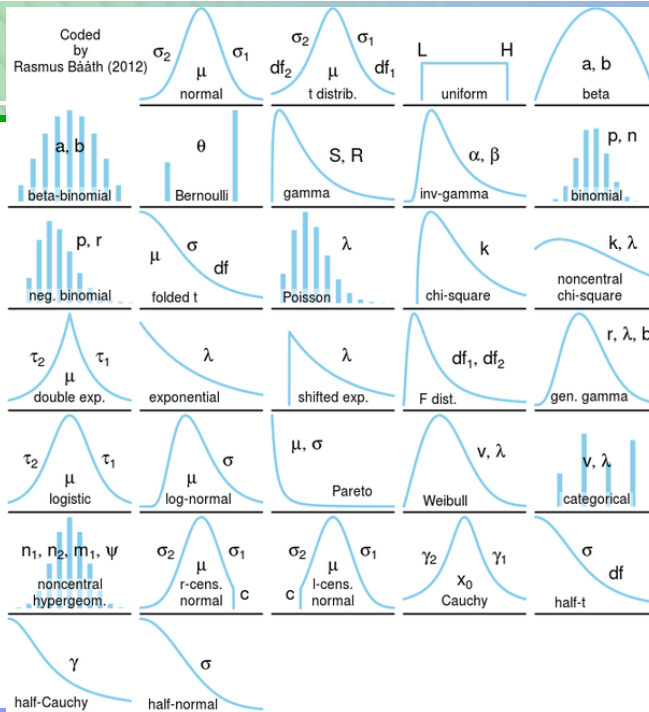 Coded
by
Rasmus Bååth (2012)
σ2 σ1
μ
normal
σ2 σ1
df2 μ df1
t distrib.
L H
uniform
a, b
beta
a, b
beta-binomial
θ
Bernoulli
S, R
gamma
α, β
inv-gamma
p, n
binomial
p, r
neg. binomial
μ σ df
folded t
λ
Poisson
k
chi-square
k, λ
noncentral
chi-square
τ2 τ1
μ
double exp.
λ
exponential
λ
shifted exp.
df1, df2
F dist.
r, λ, b
gen. gamma
τ2 τ1
μ
logistic
μ σ
log-normal
μ, σ
Pareto
v, λ
Weibull
v, λ
categorical
n1, n2, m1, ψ
noncentral
hypergeom.
σ2 σ1
μ
r-cens.
normal c
σ2 σ1
μ
l-cens.
c normal
γ2 γ1
x0
Cauchy
σ
df
half-t
γ
half-Cauchy
σ
half-normal